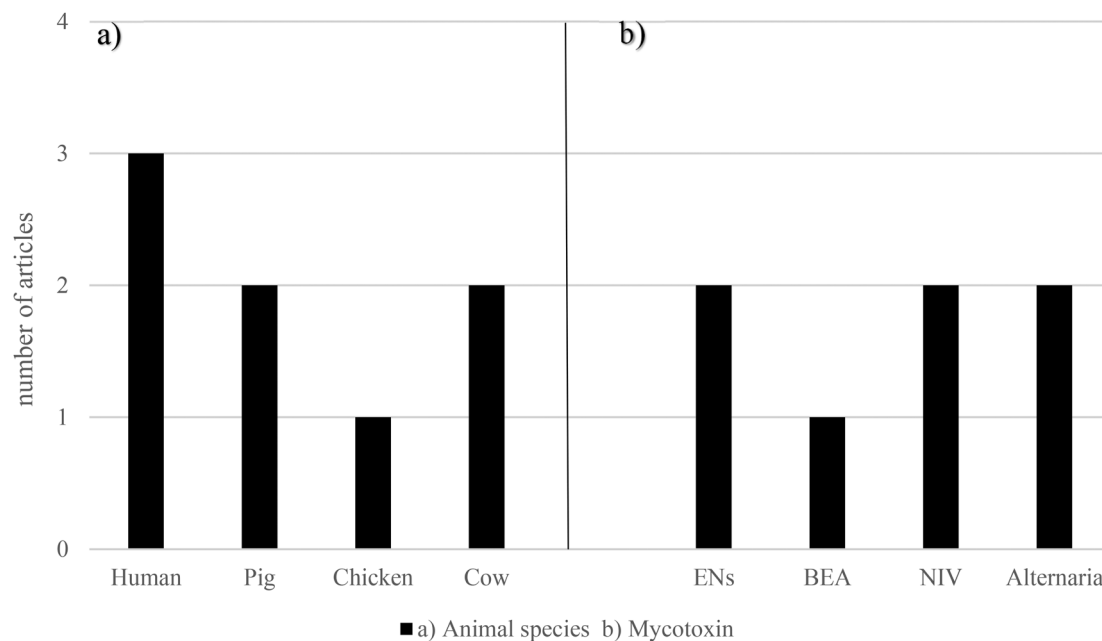 a) b)
number of articles
4
3
2
1
0
Human Pig Chicken Cow ENs BEA NIV Alternaria
a) Animal species b) Mycotoxin